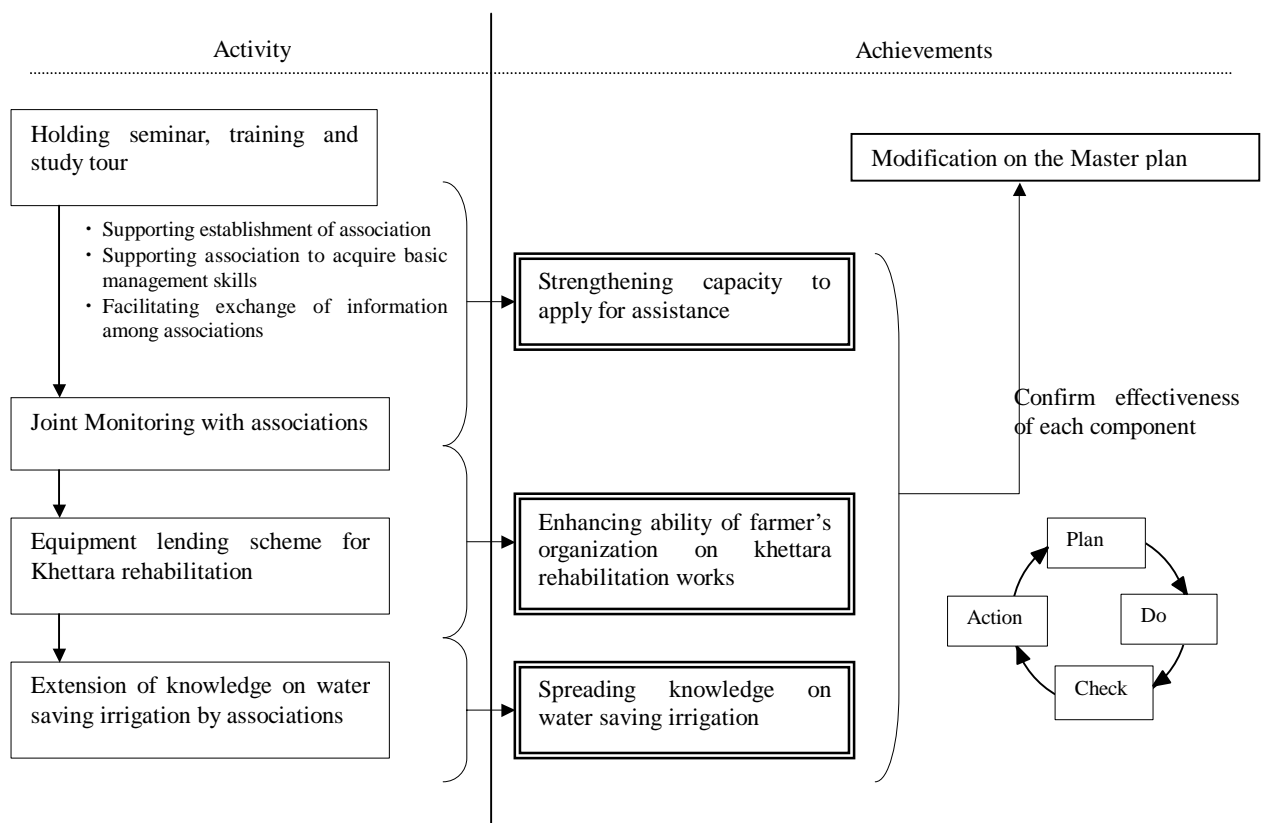 Activity
Achievements
Holding seminar, training and
study tour
・ Supporting establishment of association
・ Supporting association to acquire basic
management skills
・ Facilitating exchange of information
among associations
Joint Monitoring with associations
Equipment lending scheme for
Khettara rehabilitation
Extension of knowledge on water
saving irrigation by associations
Strengthening capacity to
apply for assistance
Enhancing ability of farmer's
organization on khettara
rehabilitation works
Spreading knowledge on
water saving irrigation
Modification on the Master plan
Confirm effectiveness
of each component
Plan
Do
Check
Action